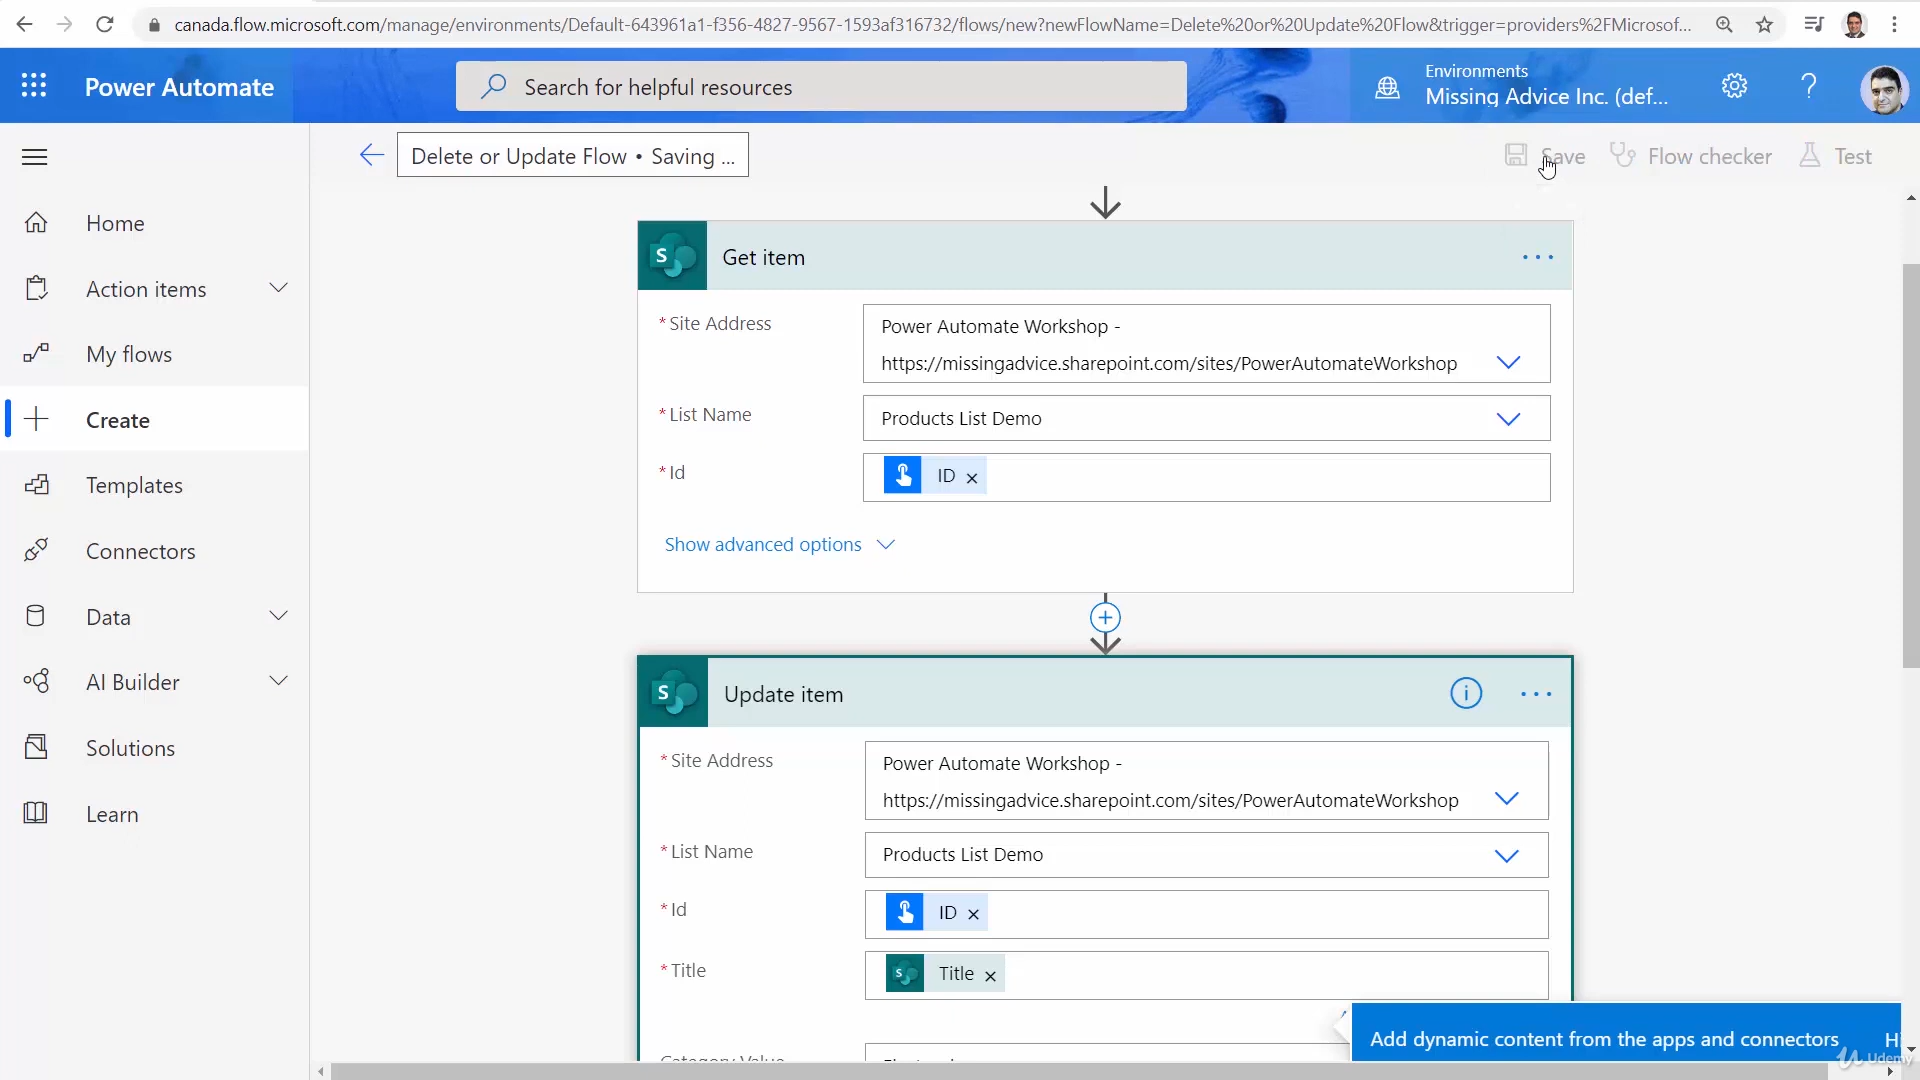 canada.flow.microsoft.com/manage/environments/Default-643961a1-f356-4827-9567-1593af316732/flows/new?newFlowName=Delete%20or%20Update%20Flow&trigger=providers%2FMicrosof...
Power Automate
Search for helpful resources
Environments
Missing Advice Inc. (def...
?
Delete or Update Flow • Saving ...
Save
Flow checker
Test
Home
Action items
My flows
Create
Templates
Connectors
Data
AI Builder
Solutions
Learn
S
Get item
...
* Site Address
Power Automate Workshop -
https://missingadvice.sharepoint.com/sites/PowerAutomateWorkshop
* List Name
Products List Demo
* Id
ID ×
Show advanced options
S
Update item
...
* Site Address
Power Automate Workshop -
https://missingadvice.sharepoint.com/sites/PowerAutomateWorkshop
* List Name
Products List Demo
* Id
ID ×
* Title
S
Title ×
Category Value
Add dynamic content from the apps and connectors
Udemy